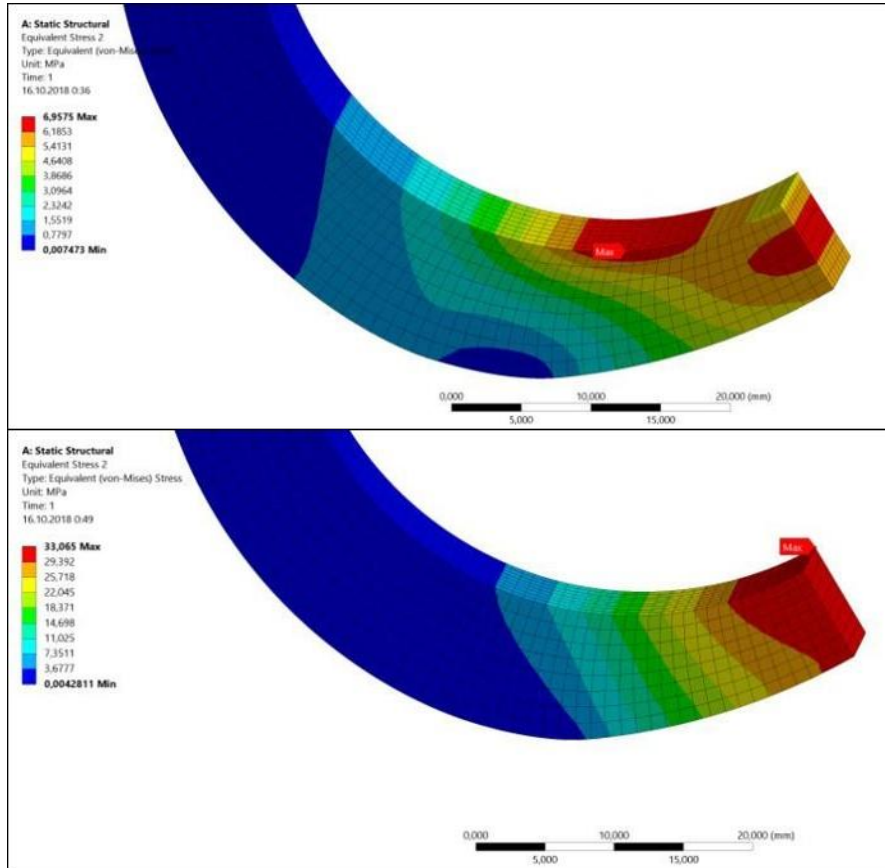 A: Static Structural
Equivalent Stress 2
Type: Equivalent (von-Mises)
Unit: MPa
Time: 1
16.10.2018 0:36
6,9575 Max
6,1853
5,4131
4,6408
3,8686
3,0964
2,3242
1,5519
0,7797
0,007473 Min
Max
0,000 10,000 20,000 (mm)
5,000 15,000
A: Static Structural
Equivalent Stress 2
Type: Equivalent (von-Mises) Stress
Unit: MPa
Time: 1
16.10.2018 0:49
33,065 Max
29,392
25,718
22,045
18,371
14,698
11,025
7,3511
3,6777
0,0042811 Min
Max
0,000 10,000 20,000 (mm)
5,000 15,000